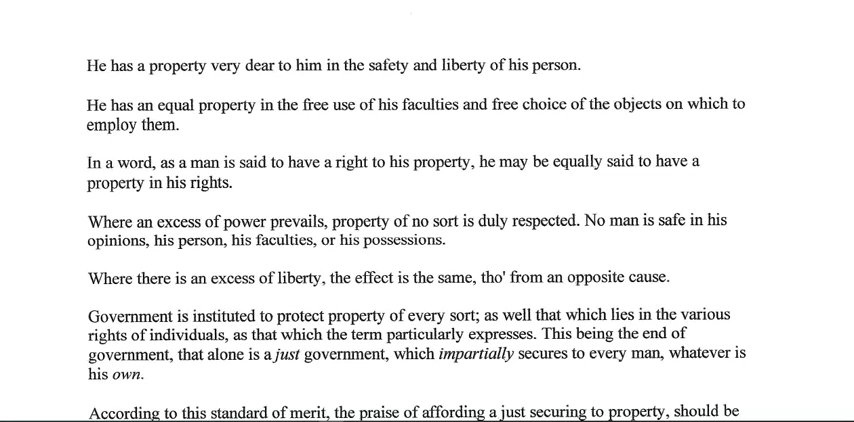 He has a property very dear to him in the safety and liberty of his person.
He has an equal property in the free use of his faculties and free choice of the objects on which to
employ them.
In a word, as a man is said to have a right to his property, he may be equally said to have a
property in his rights.
Where an excess of power prevails, property of no sort is duly respected. No man is safe in his
opinions, his person, his faculties, or his possessions.
Where there is an excess of liberty, the effect is the same, tho' from an opposite cause.
Government is instituted to protect property of every sort; as well that which lies in the various
rights of individuals, as that which the term particularly expresses. This being the end of
government, that alone is a just government, which impartially secures to every man, whatever is
his own.
According to this standard of merit, the praise of affording a just securing to property, should be